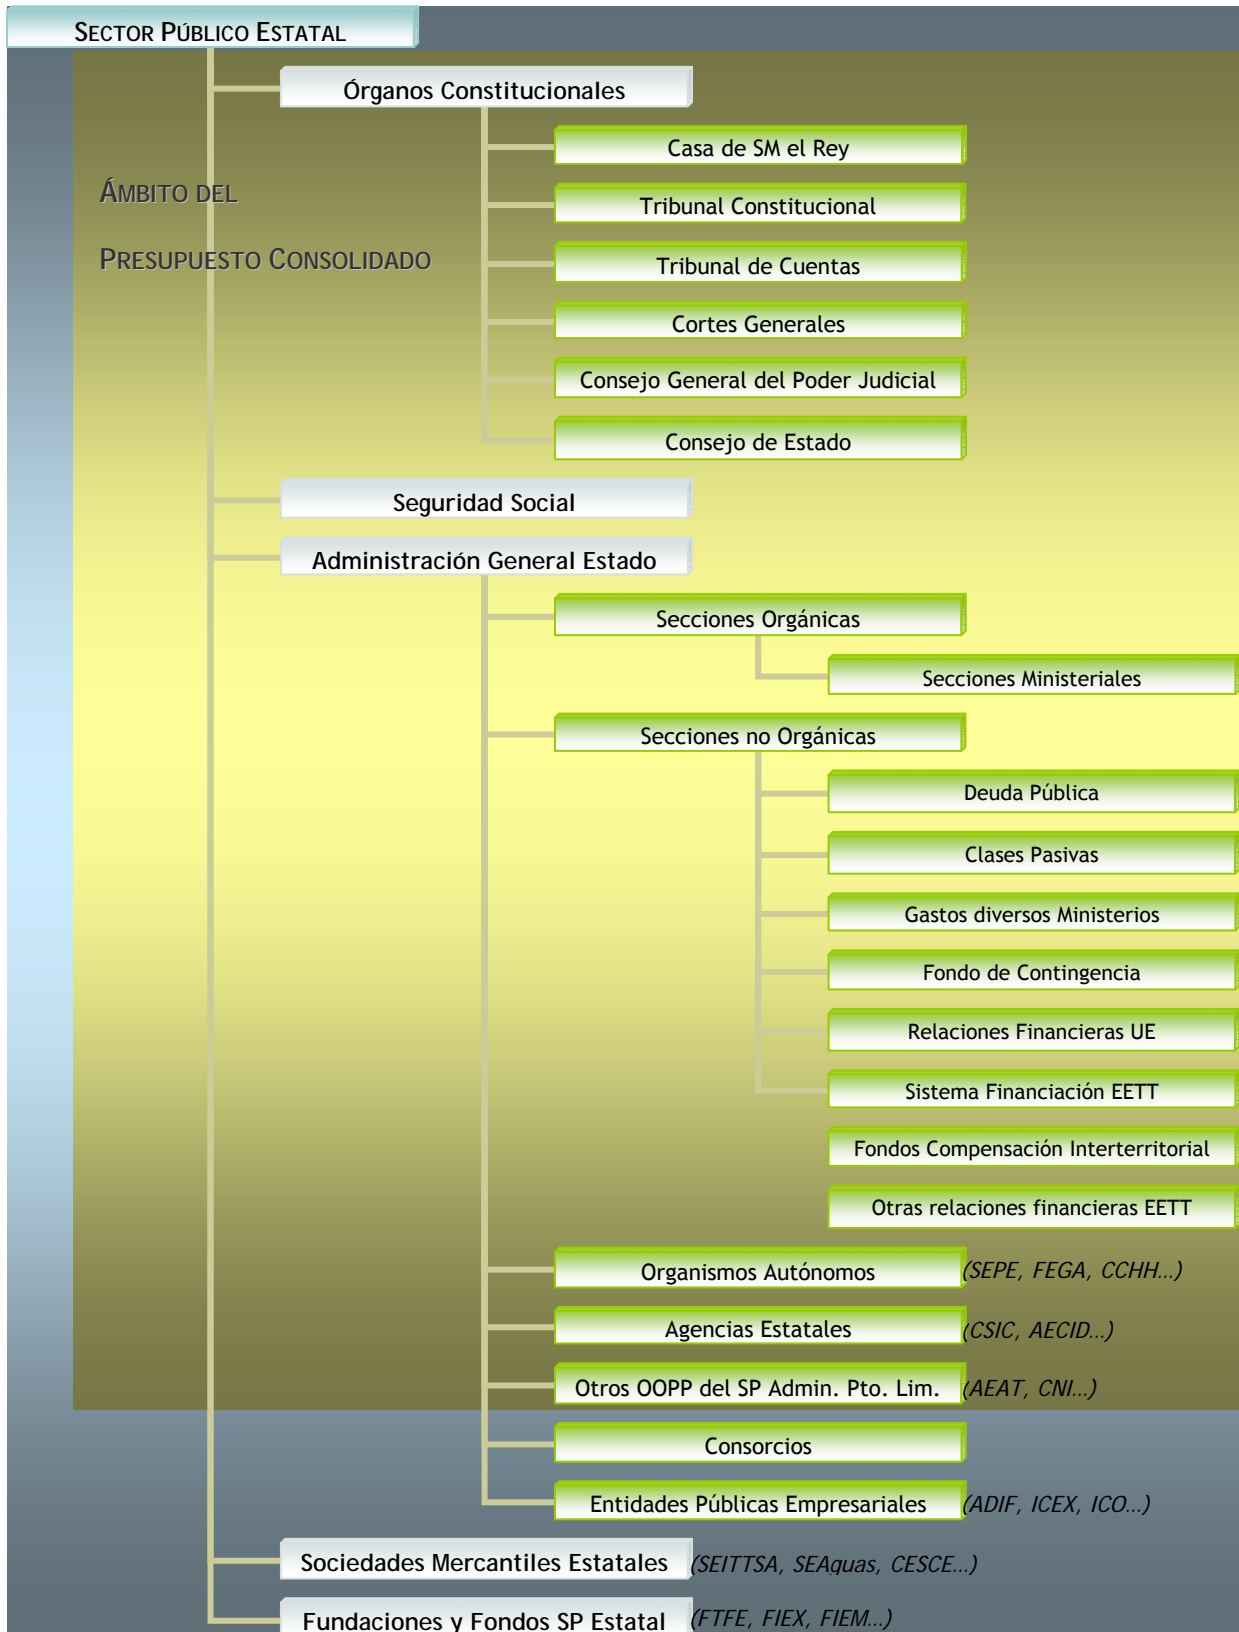 SECTOR PÚBLICO ESTATAL
Órganos Constitucionales
Casa de SM el Rey
ÁMBITO DEL
Tribunal Constitucional
PRESUPUESTO CONSOLIDADO
Tribunal de Cuentas
Cortes Generales
Consejo General del Poder Judicial
Consejo de Estado
Seguridad Social
Administración General Estado
Secciones Orgánicas
Secciones Ministeriales
Secciones no Orgánicas
Deuda Pública
Clases Pasivas
Gastos diversos Ministerios
Fondo de Contingencia
Relaciones Financieras UE
Sistema Financiación EETT
Fondos Compensación Interterritorial
Otras relaciones financieras EETT
Organismos Autónomos (SEPE, FEGA, CCHH...)
Agencias Estatales (CSIC, AECID...)
Otros OOPP del SP Admin. Pto. Lim. (AEAT, CNI...)
Consorcios
Entidades Públicas Empresariales (ADIF, ICEX, ICO...)
Sociedades Mercantiles Estatales (SEITTSA, SEAguas, CESCE...)
Fundaciones y Fondos SP Estatal (FTFE, FIEX, FIEM...)